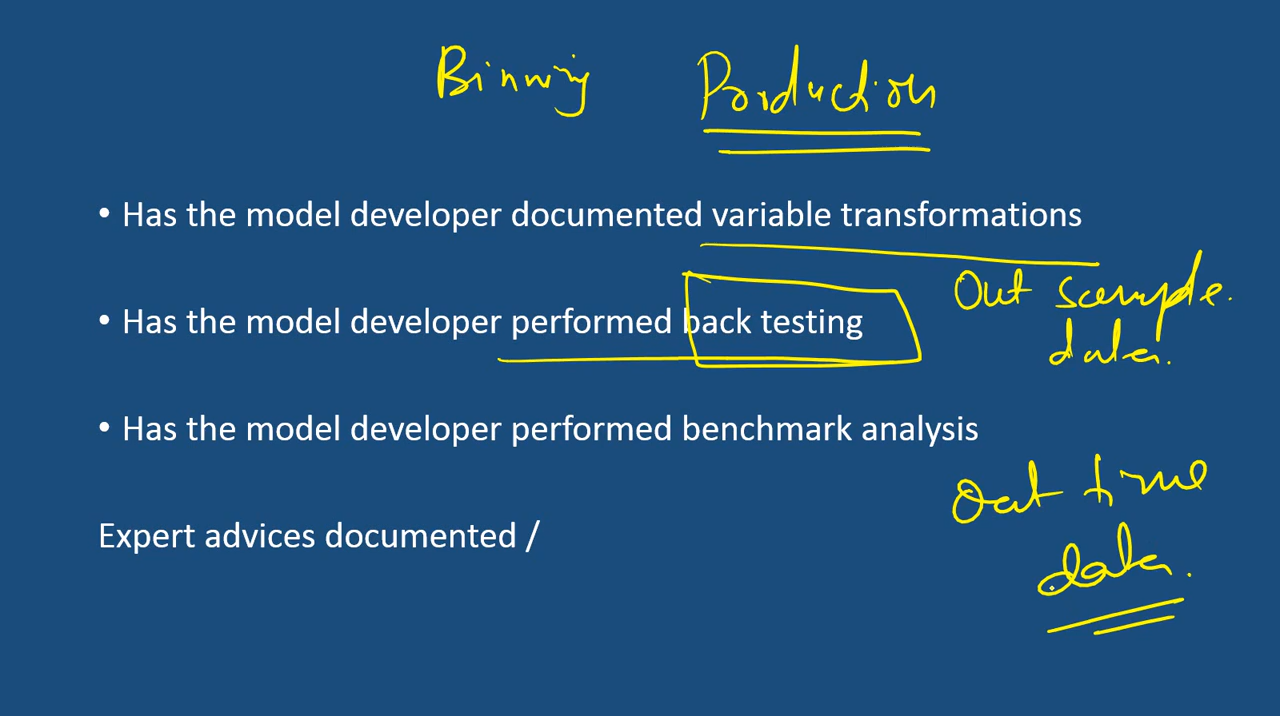 Binning Production
• Has the model developer documented variable transformations
Out sample.
data.
• Has the model developer performed back testing
• Has the model developer performed benchmark analysis
Out time
data.
Expert advices documented /